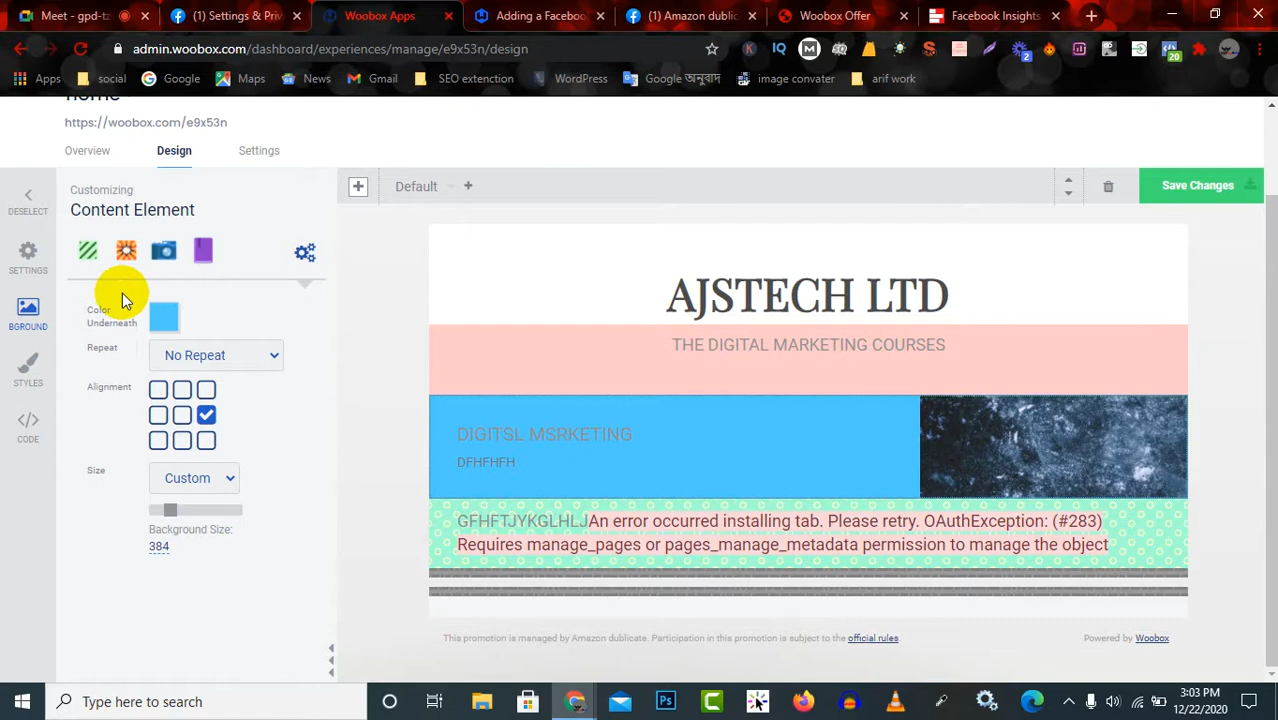 Meet - gpd-tz
(1) Settings & Priv
Woobox Apps
Adding a Faceboo
(1) Amazon dublic
Woobox Offer
Facebook Insights
admin.woobox.com/dashboard/experiences/manage/e9x53n/design
Apps
social
Google
Maps
News
Gmail
SEO extenction
WordPress
Google অনুবাদ
image convater
arif work
home
https://woobox.com/e9x53n
Overview
Design
Settings
DESELECT
SETTINGS
BGROUND
STYLES
CODE
Customizing
Content Element
Color
Underneath
Repeat
No Repeat
Alignment
Size
Custom
Background Size:
384
Default
Save Changes
AJSTECH LTD
THE DIGITAL MARKETING COURSES
DIGITSL MSRKETING
DFHFHFH
GFHFTJYKGLHLJAn error occurred installing tab. Please retry. OAuthException: (#283)
Requires manage_pages or pages_manage_metadata permission to manage the object
This promotion is managed by Amazon dublicate. Participation in this promotion is subject to the official rules.
Powered by Woobox
Type here to search
2
20
3:03 PM
12/22/2020